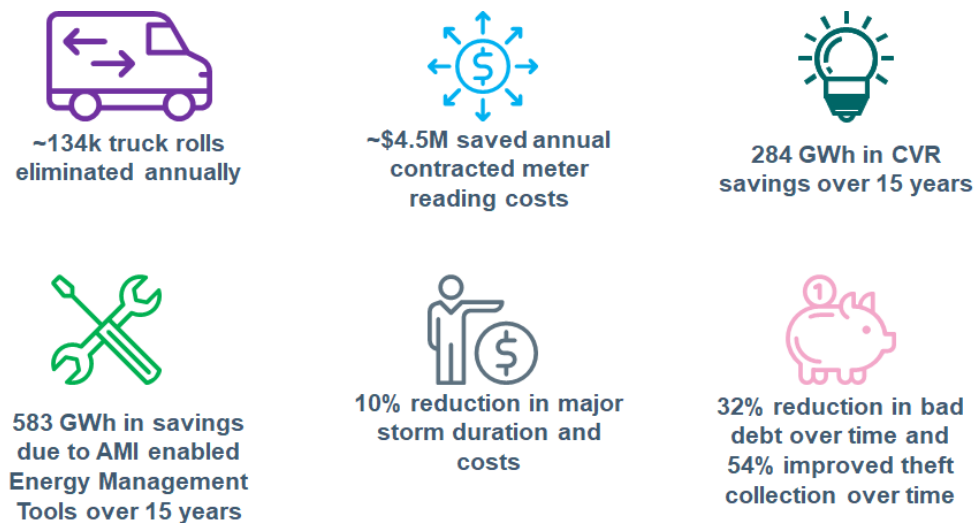 ~134k truck rolls
eliminated annually
$
~$4.5M saved annual
contracted meter
reading costs
284 GWh in CVR
savings over 15 years
583 GWh in savings
due to AMI enabled
Energy Management
Tools over 15 years
$
10% reduction in major
storm duration and
costs
1
32% reduction in bad
debt over time and
54% improved theft
collection over time